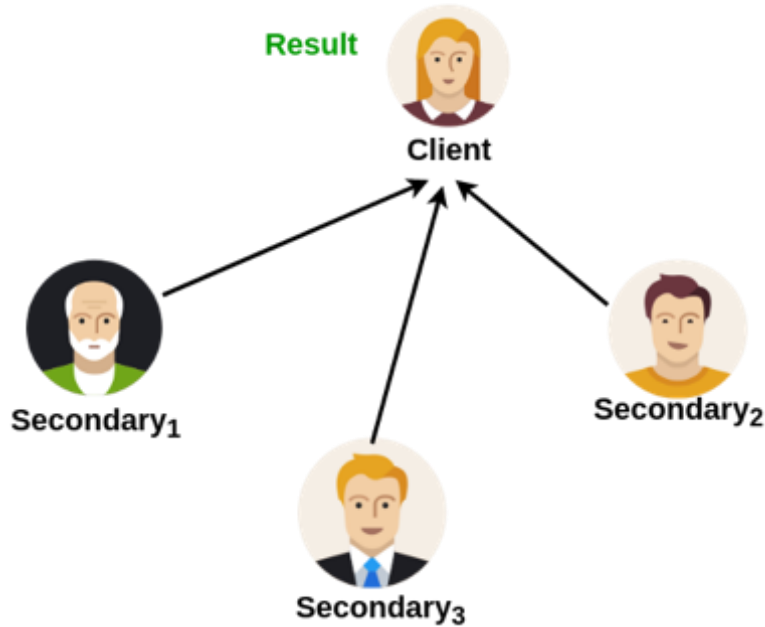 Result
Client
Secondary₁
Secondary₂
Secondary₃